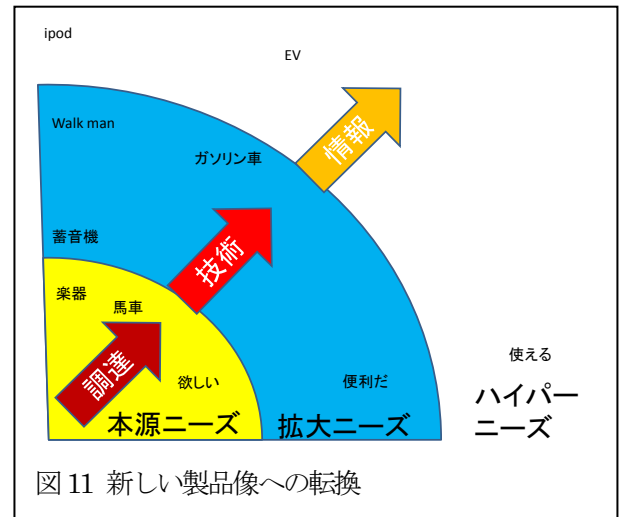 ipod
EV
Walk man
情報
ガソリン車
蓄音機
技術
楽器
馬車
調達
欲しい
便利だ
使える
本源ニーズ
拡大ニーズ
ハイパー
ニーズ
図11 新しい製品像への転換